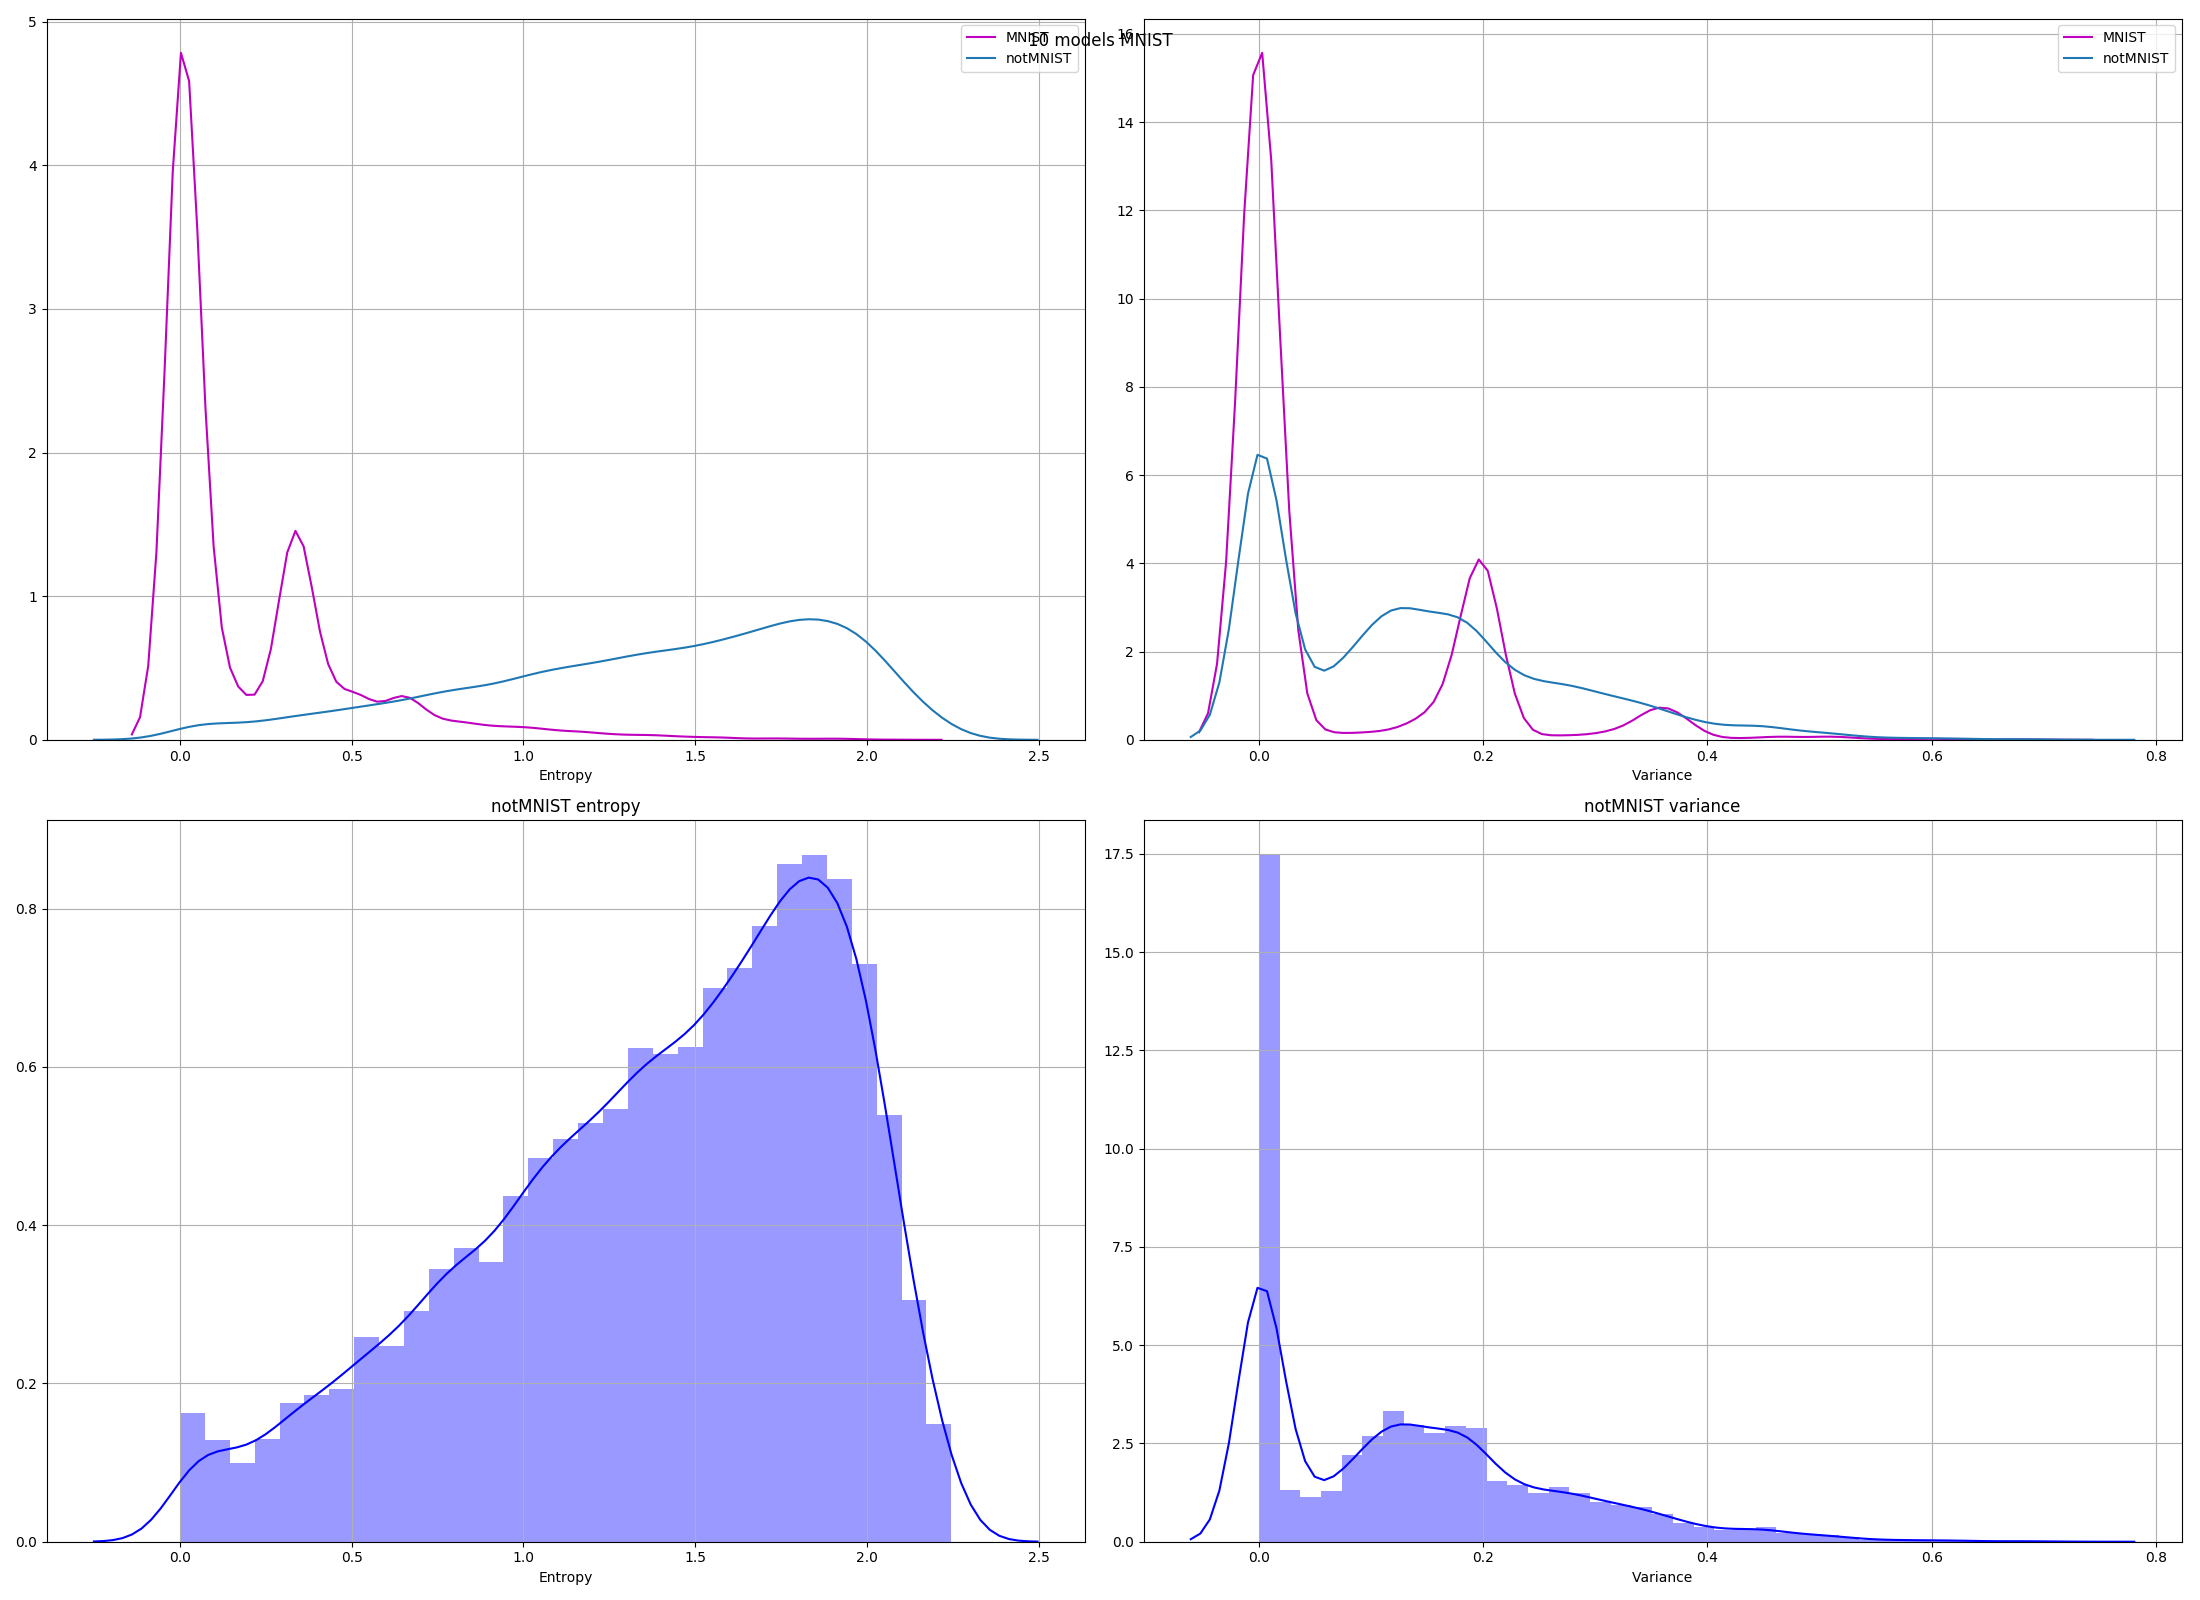 10 models MNIST
5
4
3
2
1
0
MNIST
notMNIST
0.0 0.5 1.0 1.5 2.0 2.5
Entropy
16
14
12
10
8
6
4
2
0
MNIST
notMNIST
0.0 0.2 0.4 0.6 0.8
Variance
notMNIST entropy
0.8
0.6
0.4
0.2
0.0
0.0 0.5 1.0 1.5 2.0 2.5
Entropy
notMNIST variance
17.5
15.0
12.5
10.0
7.5
5.0
2.5
0.0
0.0 0.2 0.4 0.6 0.8
Variance